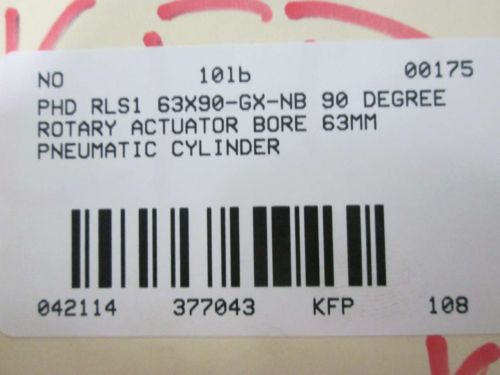 NO 10lb 00175
PHD RLS1 63X90-GX-NB 90 DEGREE
ROTARY ACTUATOR BORE 63MM
PNEUMATIC CYLINDER
042114 377043 KFP 108